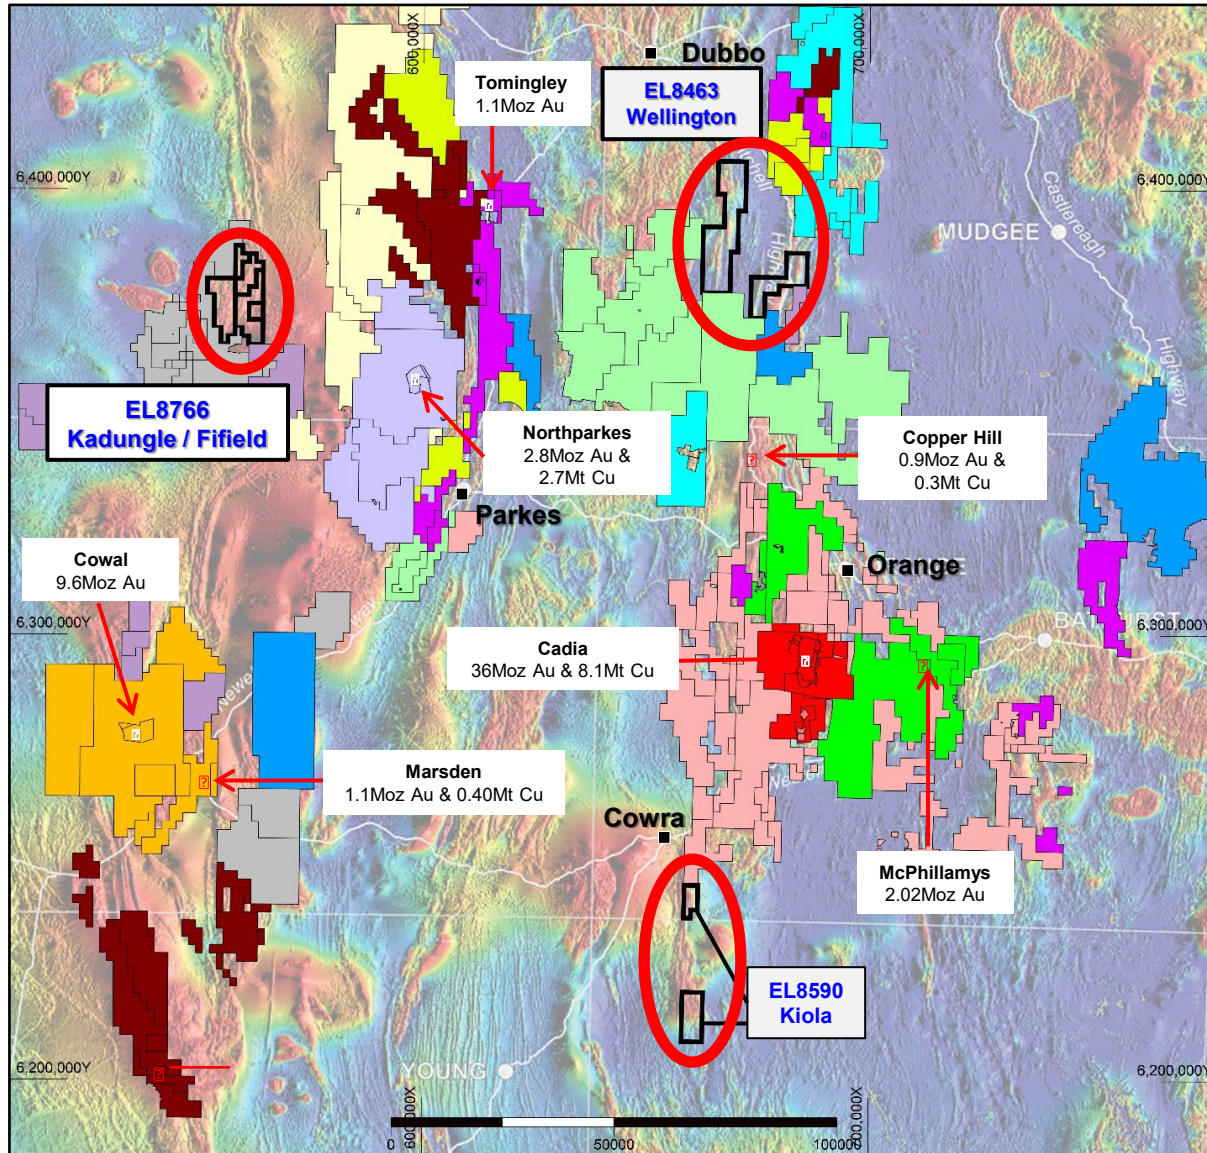 600,000X
700,000X
Dubbo
Tomingley
1.1Moz Au
EL8463
Wellington
6,400,000Y
6,400,000Y
Castlereagh
Highway
MUDGEE
EL8766
Kadungle / Fifield
Northparkes
2.8Moz Au &
2.7Mt Cu
Copper Hill
0.9Moz Au &
0.3Mt Cu
Parkes
Orange
Cowal
9.6Moz Au
6,300,000Y
6,300,000Y
Cadia
36Moz Au & 8.1Mt Cu
Marsden
1.1Moz Au & 0.40Mt Cu
Cowra
McPhillamys
2.02Moz Au
EL8590
Kiola
6,200,000Y
6,200,000Y
YOUNG
600,000X
700,000X
0
50000
100000